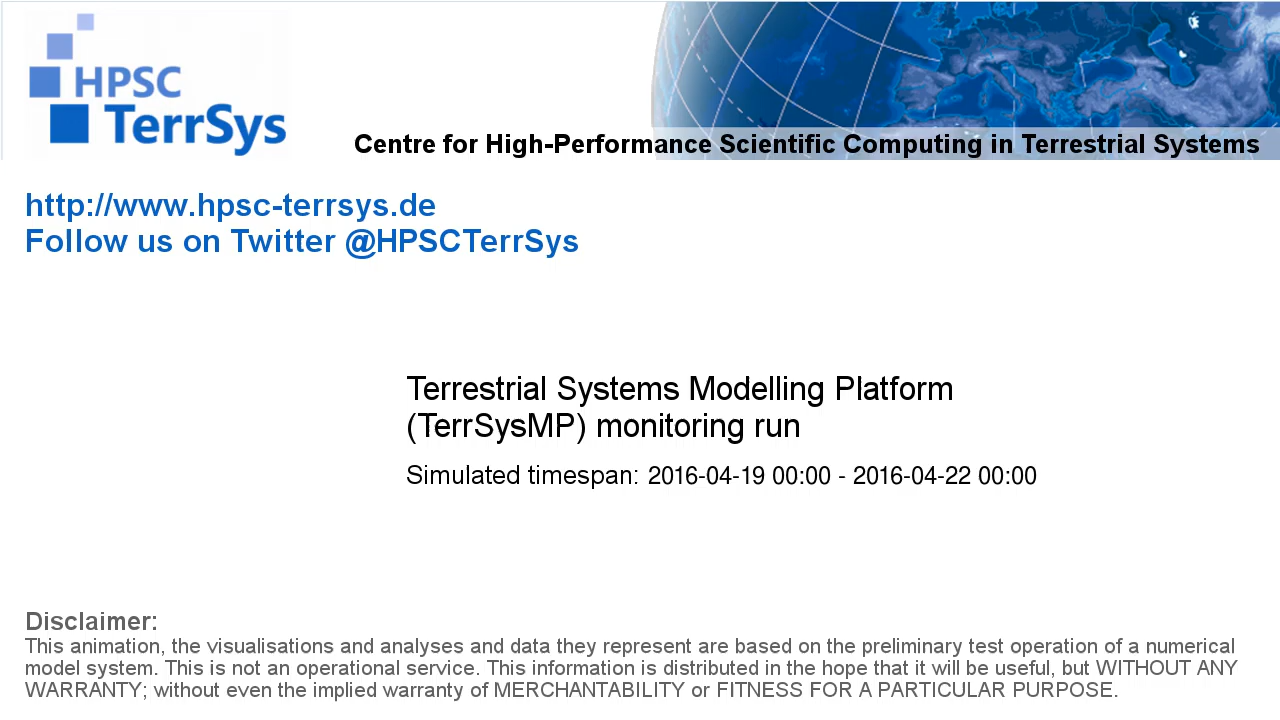 HPSC
TerrSys
Centre for High-Performance Scientific Computing in Terrestrial Systems
http://www.hpsc-terrsys.de
Follow us on Twitter @HPSCTerrSys
Terrestrial Systems Modelling Platform
(TerrSysMP) monitoring run
Simulated timespan: 2016-04-19 00:00 - 2016-04-22 00:00
Disclaimer:
This animation, the visualisations and analyses and data they represent are based on the preliminary test operation of a numerical
model system. This is not an operational service. This information is distributed in the hope that it will be useful, but WITHOUT ANY
WARRANTY; without even the implied warranty of MERCHANTABILITY or FITNESS FOR A PARTICULAR PURPOSE.